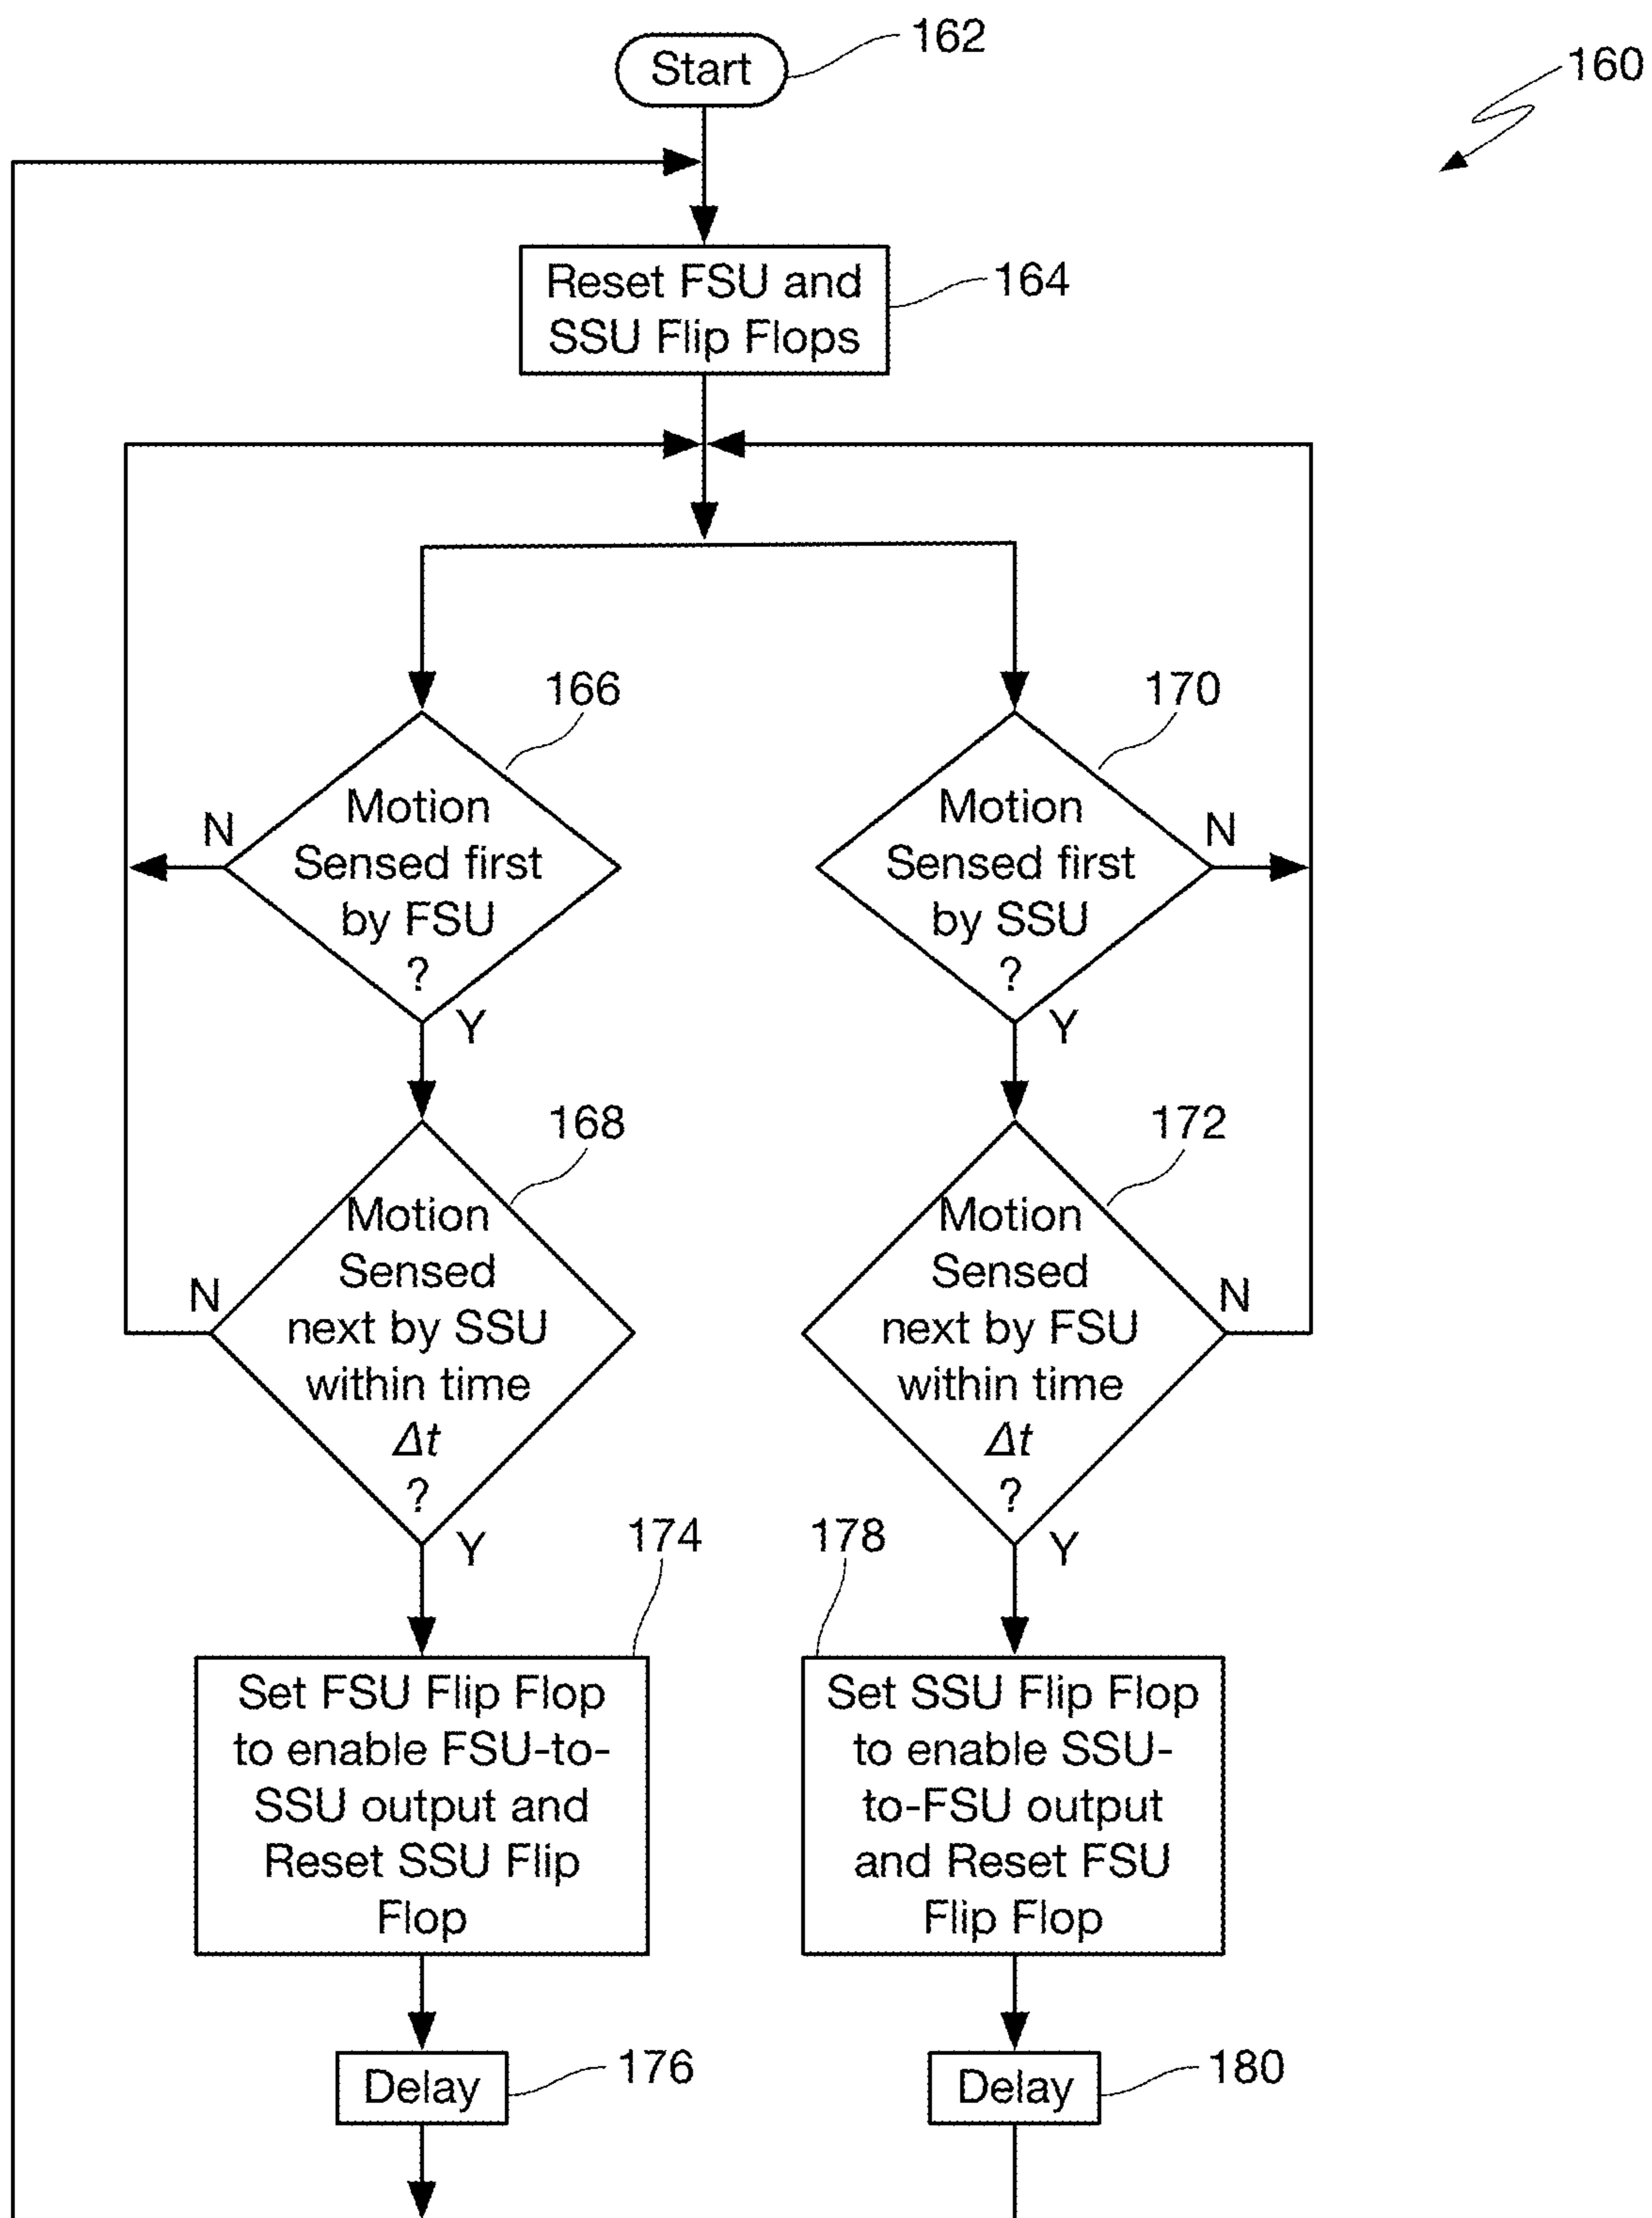 Start
162
160
Reset FSU and
SSU Flip Flops
164
166
170
Motion
Sensed first
by FSU
?
N
Y
Motion
Sensed first
by SSU
?
N
Y
168
172
Motion
Sensed
next by SSU
within time
Δt
?
N
Y
Motion
Sensed
next by FSU
within time
Δt
?
N
Y
174
178
Set FSU Flip Flop
to enable FSU-to-
SSU output and
Reset SSU Flip
Flop
Set SSU Flip Flop
to enable SSU-
to-FSU output
and Reset FSU
Flip Flop
Delay
176
Delay
180